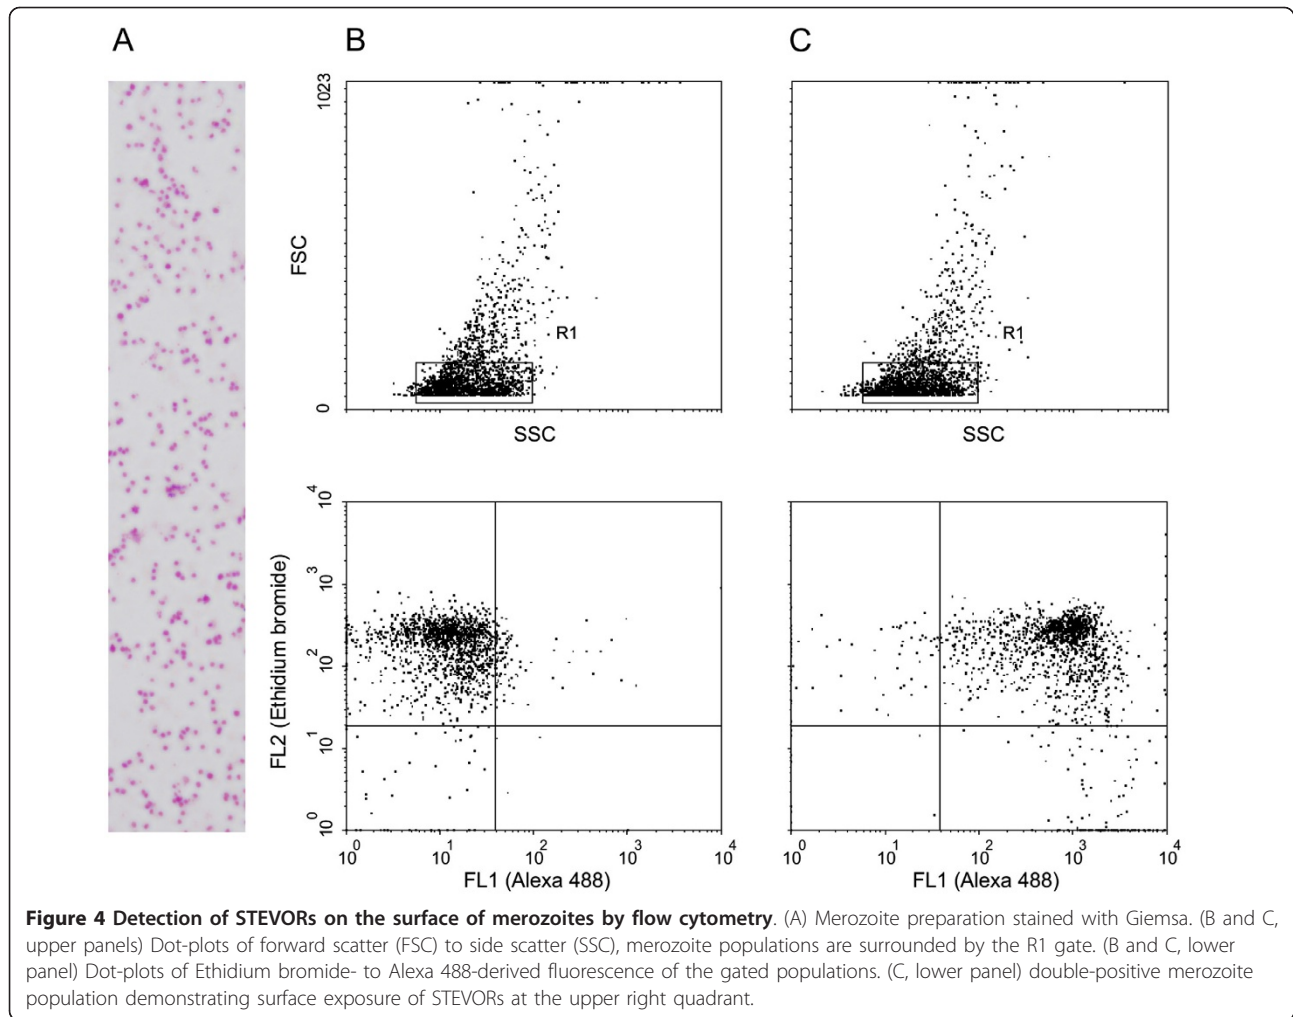 A
B
C
1023
FSC
0
R1
SSC
R1
SSC
10^4
10^3
10^2
10^1
10^0
FL2 (Ethidium bromide)
10^0 10^1 10^2 10^3 10^4
FL1 (Alexa 488)
10^0 10^1 10^2 10^3 10^4
FL1 (Alexa 488)
Figure 4 Detection of STEVORs on the surface of merozoites by flow cytometry. (A) Merozoite preparation stained with Giemsa. (B and C,
upper panels) Dot-plots of forward scatter (FSC) to side scatter (SSC), merozoite populations are surrounded by the R1 gate. (B and C, lower
panel) Dot-plots of Ethidium bromide- to Alexa 488-derived fluorescence of the gated populations. (C, lower panel) double-positive merozoite
population demonstrating surface exposure of STEVORs at the upper right quadrant.